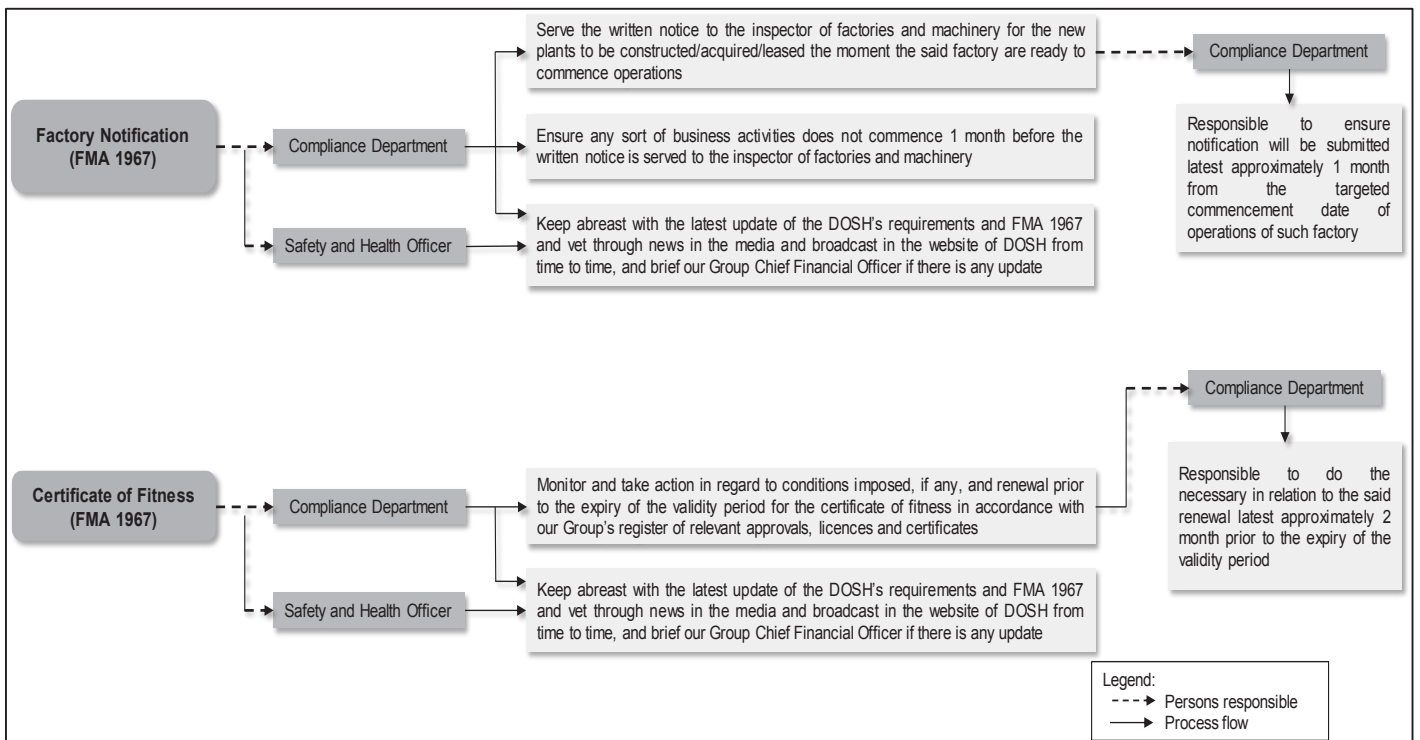 Factory Notification
(FMA 1967)
Compliance Department
Safety and Health Officer
Serve the written notice to the inspector of factories and machinery for the new
plants to be constructed/acquired/leased the moment the said factory are ready to
commence operations
Ensure any sort of business activities does not commence 1 month before the
written notice is served to the inspector of factories and machinery
Keep abreast with the latest update of the DOSH's requirements and FMA 1967
and vet through news in the media and broadcast in the website of DOSH from
time to time, and brief our Group Chief Financial Officer if there is any update
Compliance Department
Responsible to ensure
notification will be submitted
latest approximately 1 month
from the targeted
commencement date of
operations of such factory
Certificate of Fitness
(FMA 1967)
Compliance Department
Safety and Health Officer
Monitor and take action in regard to conditions imposed, if any, and renewal prior
to the expiry of the validity period for the certificate of fitness in accordance with
our Group's register of relevant approvals, licences and certificates
Keep abreast with the latest update of the DOSH's requirements and FMA 1967
and vet through news in the media and broadcast in the website of DOSH from
time to time, and brief our Group Chief Financial Officer if there is any update
Compliance Department
Responsible to do the
necessary in relation to the said
renewal latest approximately 2
month prior to the expiry of the
validity period
Legend:
Persons responsible
Process flow